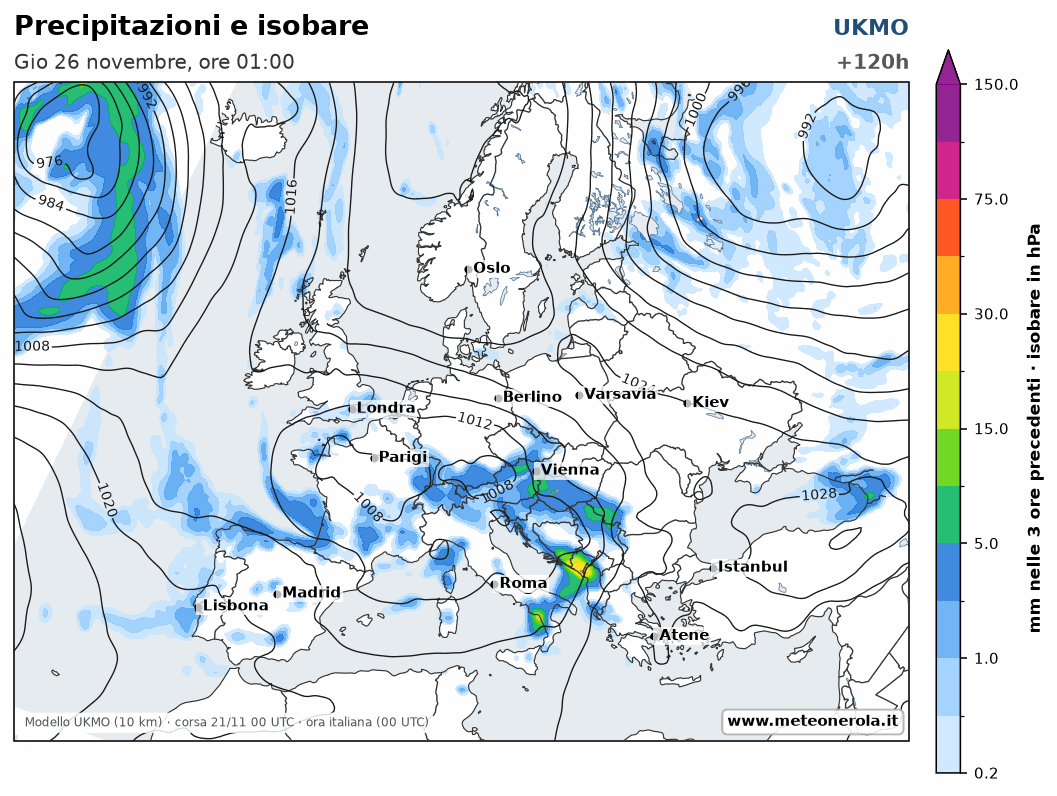 Precipitazioni e isobare
UKMO
Gio 26 novembre, ore 01:00
+120h
150.0
75.0
30.0
15.0
5.0
1.0
0.2
mm nelle 3 ore precedenti · isobare in hPa
992
996
1000
992
976
984
1016
Oslo
1008
1024
Berlino
Varsavia
Kiev
Londra
1012
Parigi
Vienna
1008
1008
1020
1028
Istanbul
Roma
Madrid
Lisbona
Atene
Modello UKMO (10 km) · corsa 21/11 00 UTC · ora italiana (00 UTC)
www.meteonerola.it